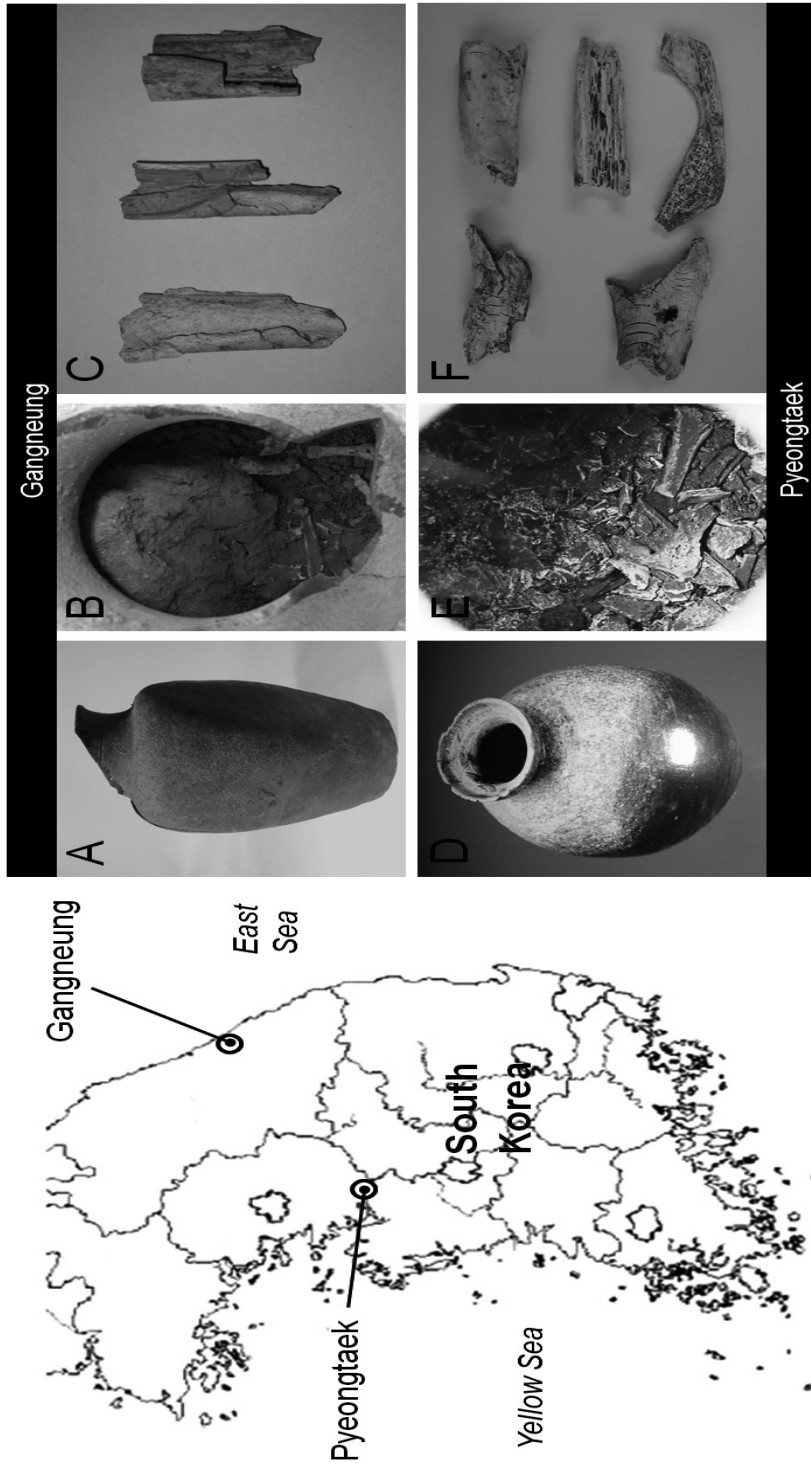 Gangneung
East
Sea
South
Korea
Pyeongtaek
Yellow Sea
Gangneung
A
B
C
D
E
F
Pyeongtaek